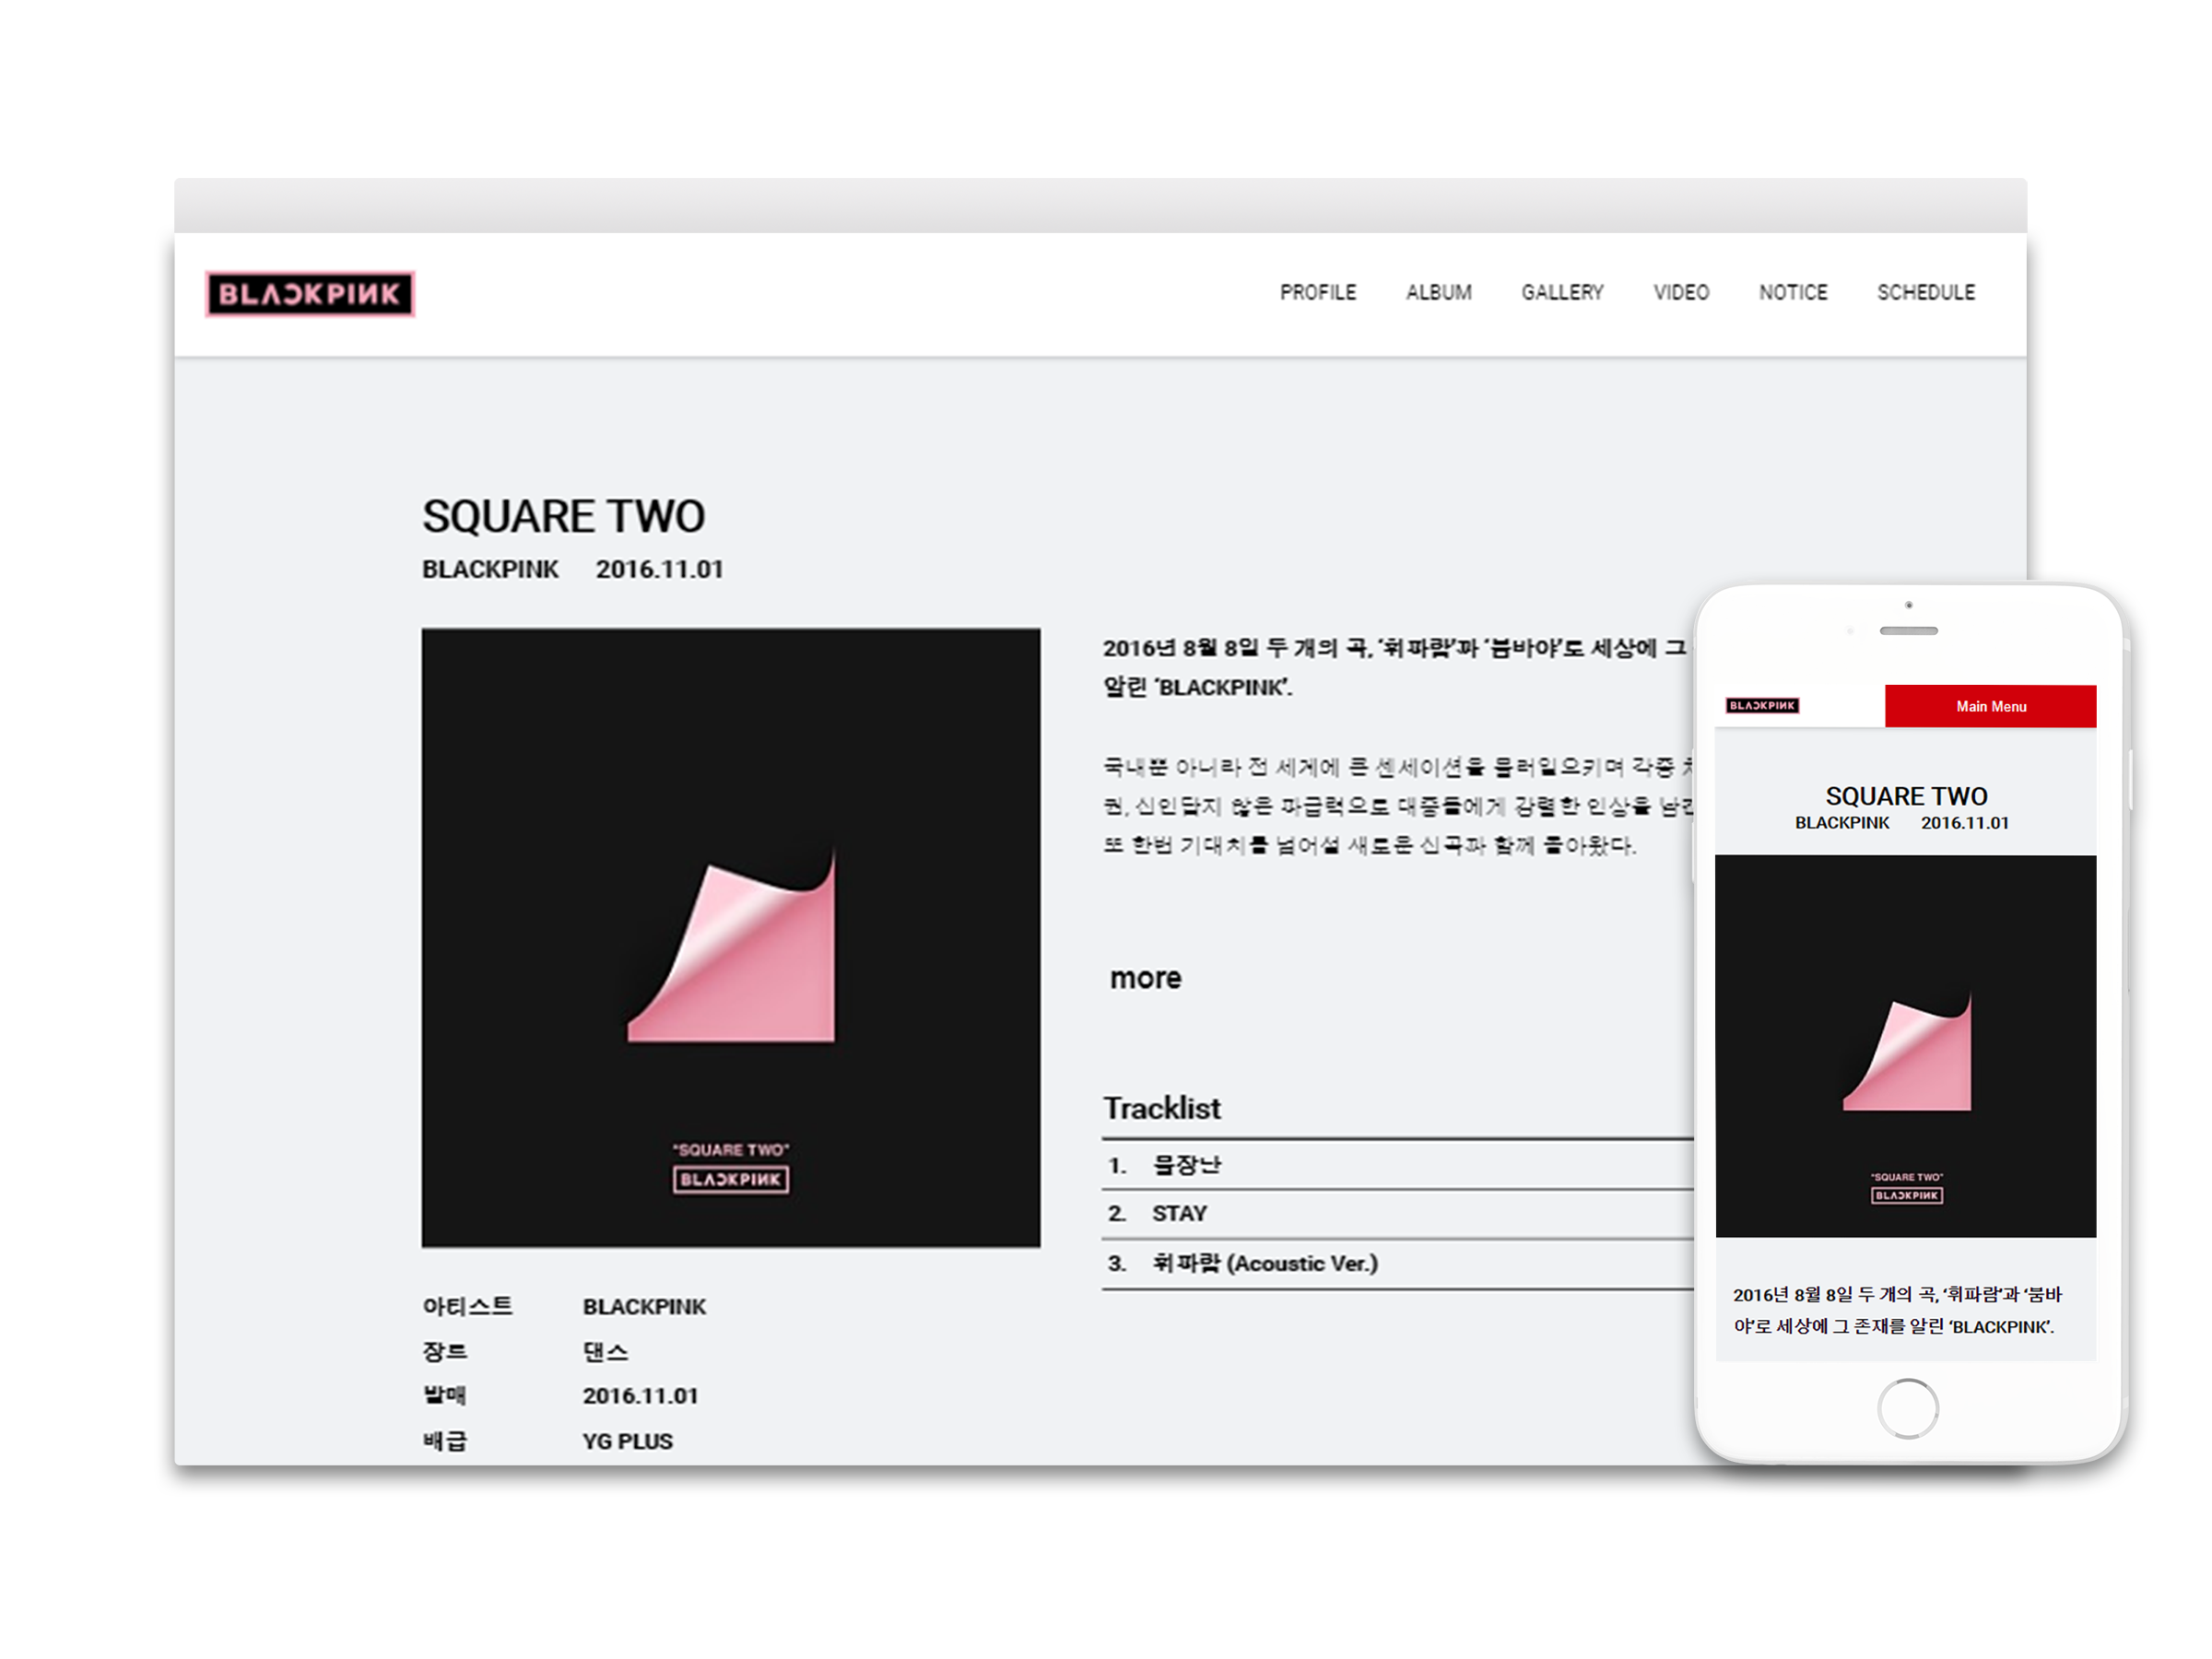 BLACKPINK
PROFILE ALBUM GALLERY VIDEO NOTICE SCHEDULE
SQUARE TWO
BLACKPINK 2016.11.01
"SQUARE TWO"
BLACKPINK
아티스트 BLACKPINK
장르 댄스
발매 2016.11.01
배급 YG PLUS
2016년 8월 8일 두 개의 곡, ‘휘파람’과 ‘붐바야’로 세상에 그
알린 ‘BLACKPINK’.
국내뿐 아니라 전 세계에 큰 센세이션을 불러일으키며 각종
권, 신인답지 않은 파급력으로 대중들에게 강렬한 인상을 남긴
또 한번 기대치를 넘어설 새로운 신곡과 함께 돌아왔다.
more
Tracklist
1. 불장난
2. STAY
3. 휘파람 (Acoustic Ver.)
BLACKPINK Main Menu
SQUARE TWO
BLACKPINK 2016.11.01
"SQUARE TWO"
BLACKPINK
2016년 8월 8일 두 개의 곡, ‘휘파람’과 ‘붐바
야’로 세상에 그 존재를 알린 ‘BLACKPINK’.